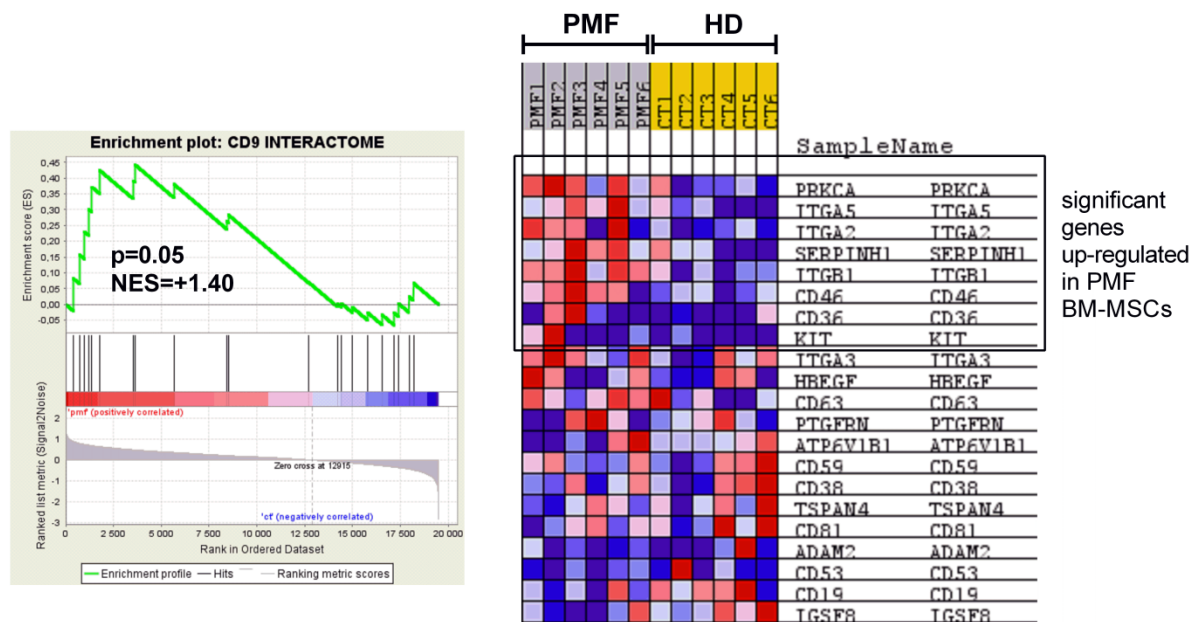 PMF HD
PMF1 PMF2 PMF3 PMF4 PMF5 PMF6 CT1 CT2 CT3 CT4 CT5 CT6
SampleName
Enrichment plot: CD9 INTERACTOME
Enrichment score (ES)
0,45
0,40
0,35
0,30
0,25
0,20
0,15
0,10
0,05
0,00
-0,05
p=0.05
NES=+1.40
'pmf' (positively correlated)
Ranked list metric (Signal2Noise)
2
1
0
-1
-2
-3
Zero cross at 12915
'ct' (negatively correlated)
0 2 500 5 000 7 500 10 000 12 500 15 000 17 500 20 000
Rank in Ordered Dataset
Enrichment profile Hits Ranking metric scores
PRKCA PRKCA
ITGA5 ITGA5
ITGA2 ITGA2
SERPINH1 SERPINH1
ITGB1 ITGB1
CD46 CD46
CD36 CD36
KIT KIT
ITGA3 ITGA3
HBEGF HBEGF
CD63 CD63
PTGFRN PTGFRN
ATP6V1B1 ATP6V1B1
CD59 CD59
CD38 CD38
TSPAN4 TSPAN4
CD81 CD81
ADAM2 ADAM2
CD53 CD53
CD19 CD19
IGSF8 IGSF8
significant
genes
up-regulated
in PMF
BM-MSCs